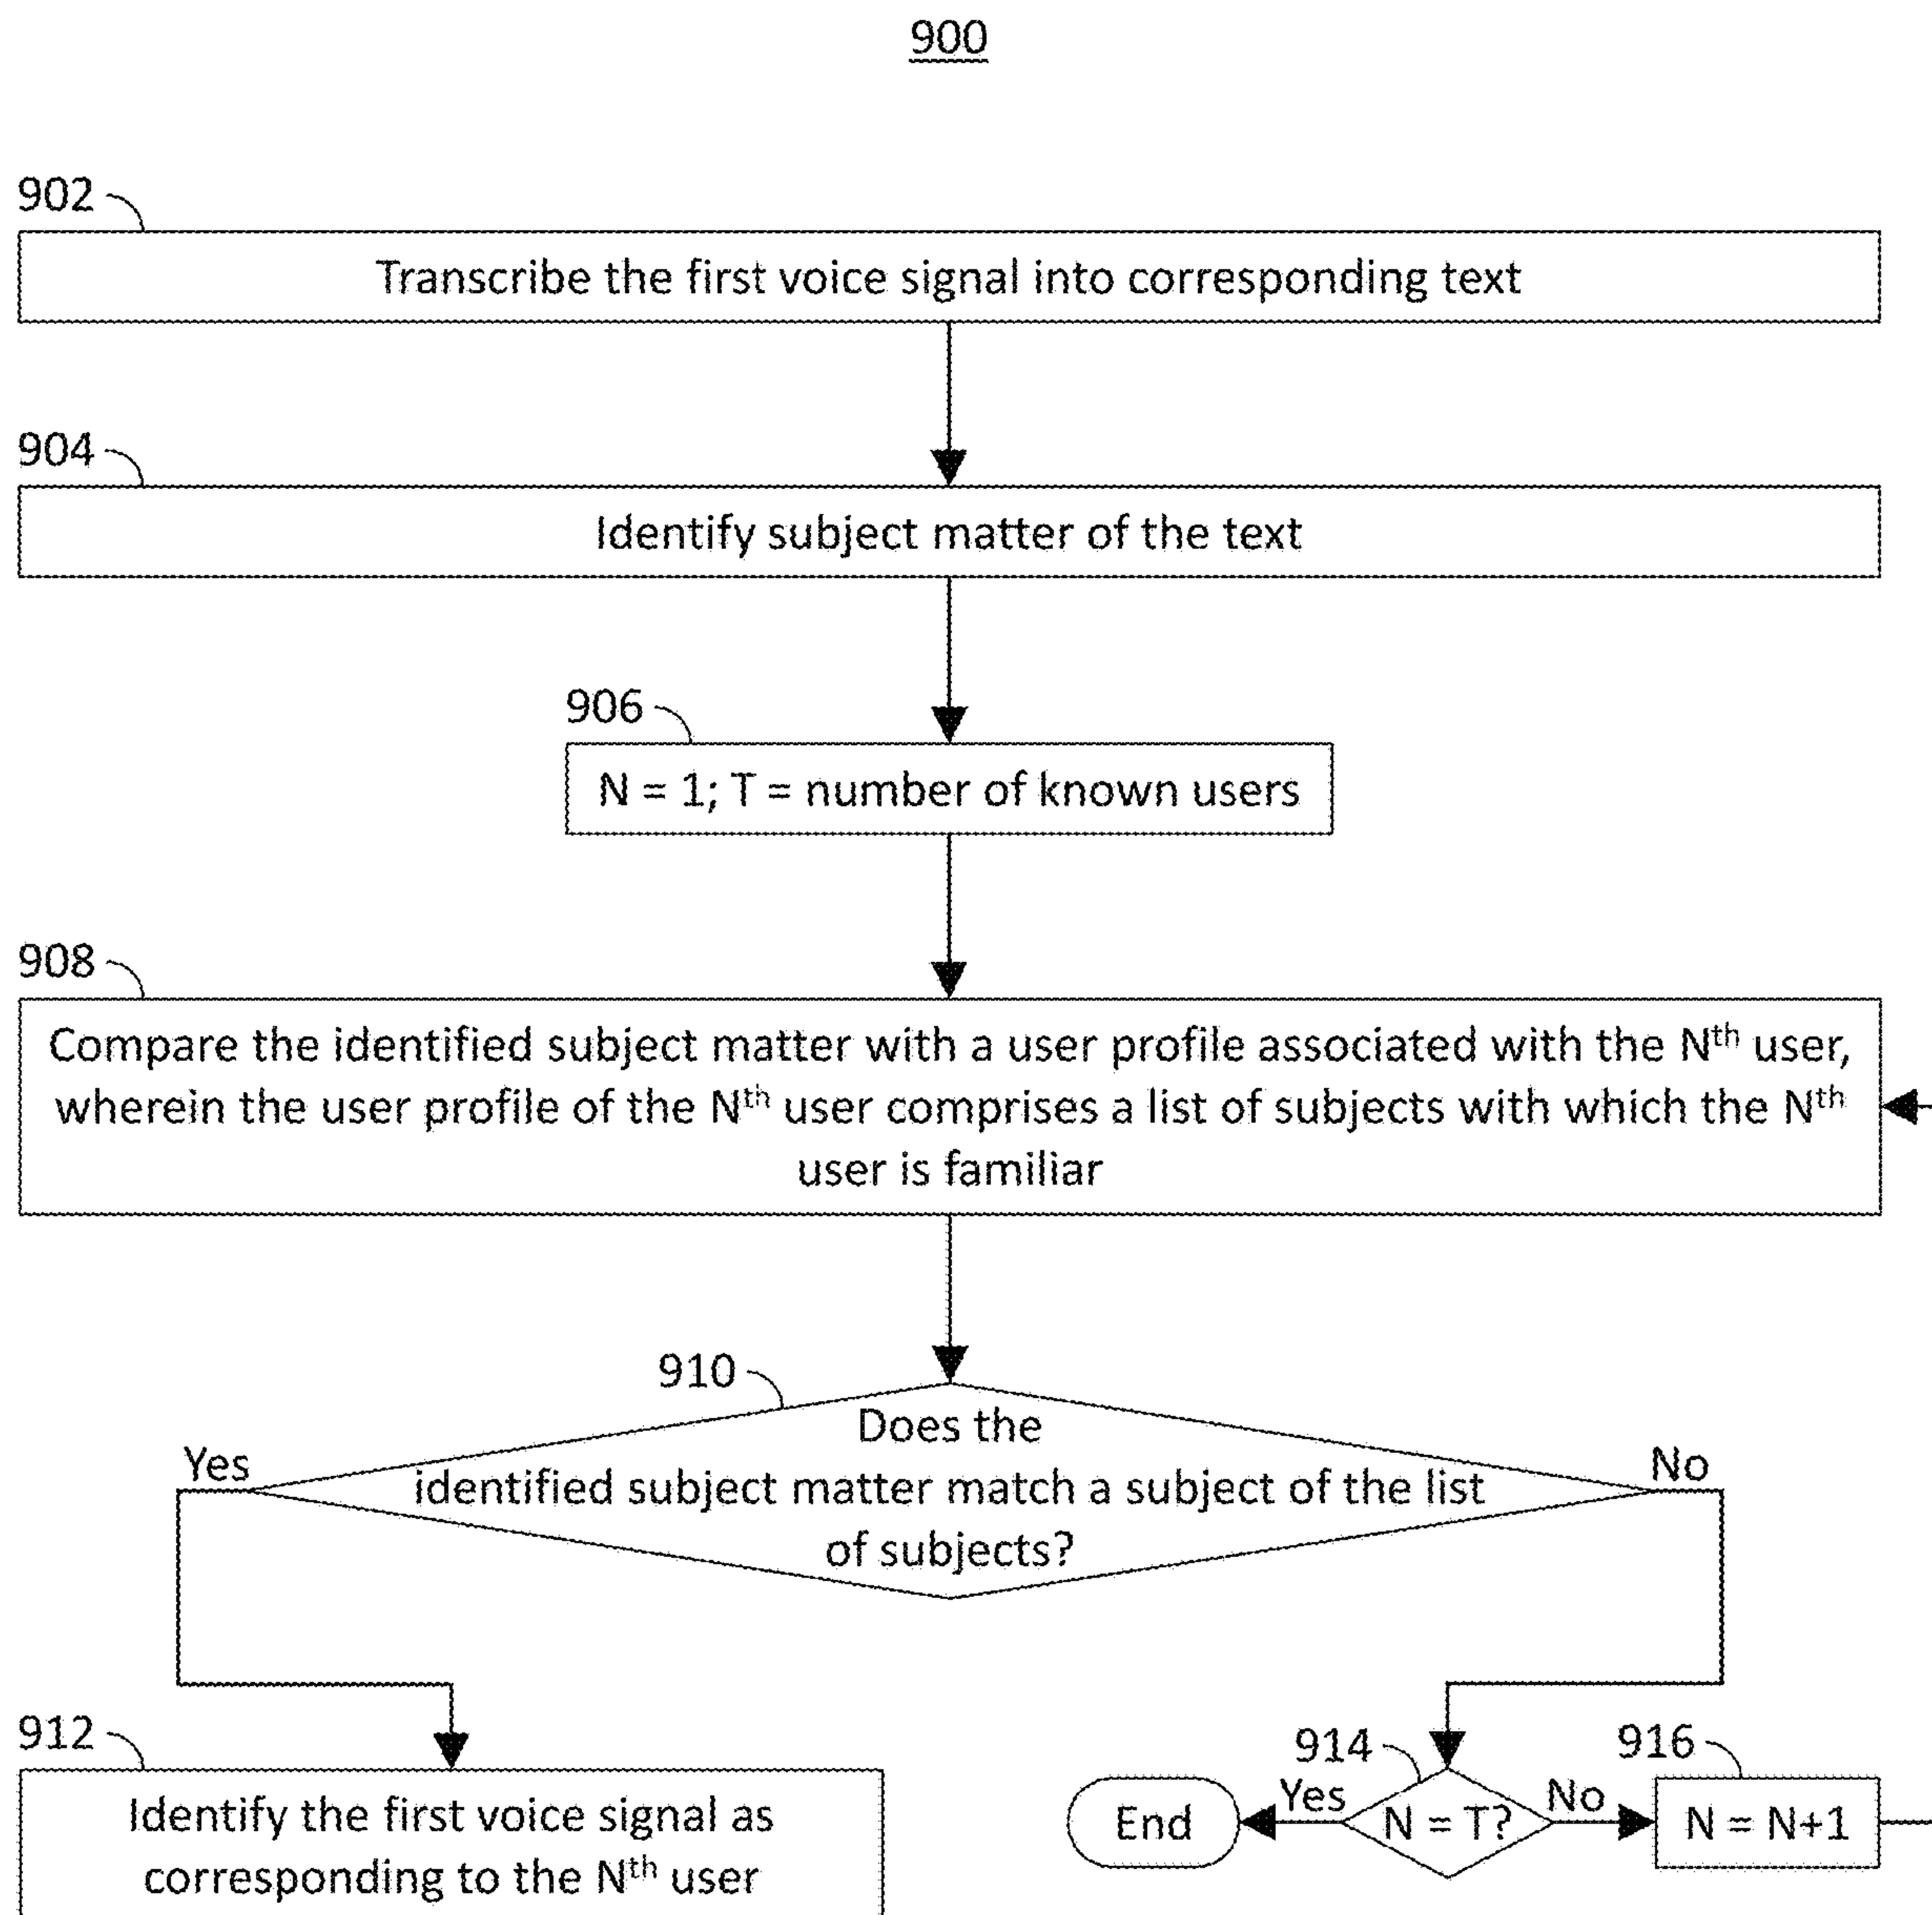 900
902
Transcribe the first voice signal into corresponding text
904
Identify subject matter of the text
906
N = 1; T = number of known users
908
Compare the identified subject matter with a user profile associated with the Nth user,
wherein the user profile of the Nth user comprises a list of subjects with which the Nth
user is familiar
910
Does the
identified subject matter match a subject of the list
of subjects?
Yes
No
912
Identify the first voice signal as
corresponding to the Nth user
914
N = T?
Yes
No
End
916
N = N+1